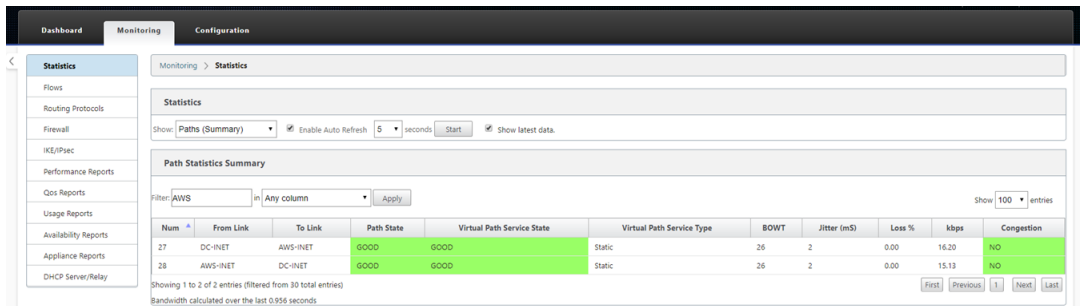 Dashboard Monitoring Configuration
Statistics
Flows
Routing Protocols
Firewall
IKE/IPsec
Performance Reports
Qos Reports
Usage Reports
Availability Reports
Appliance Reports
DHCP Server/Relay
Monitoring > Statistics
Statistics
Show: Paths (Summary) Enable Auto Refresh 5 seconds Start Show latest data.
Path Statistics Summary
Filter: AWS in Any column Apply Show 100 entries
Num From Link To Link Path State Virtual Path Service State Virtual Path Service Type BOWT Jitter (mS) Loss % kbps Congestion
27 DC-INET AWS-INET GOOD GOOD Static 26 2 0.00 16.20 NO
28 AWS-INET DC-INET GOOD GOOD Static 26 2 0.00 15.13 NO
Showing 1 to 2 of 2 entries (filtered from 30 total entries) First Previous 1 Next Last
Bandwidth calculated over the last 0.956 seconds